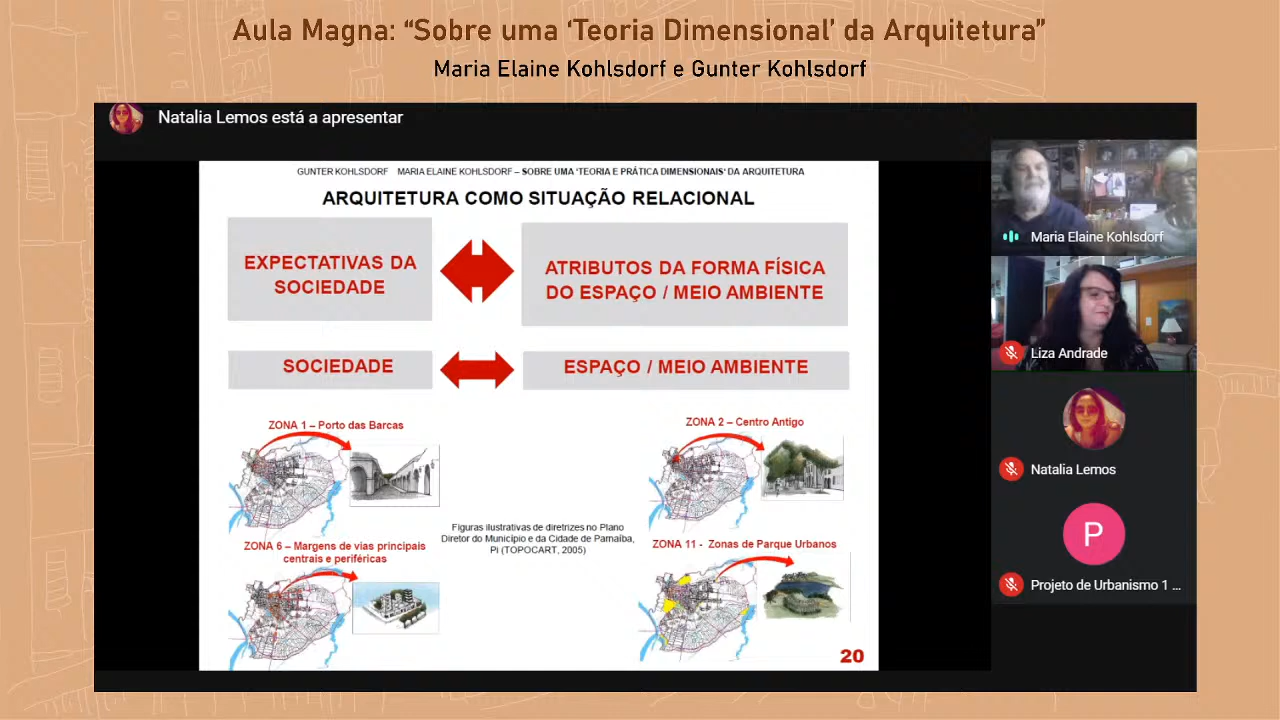 Aula Magna: “Sobre uma ‘Teoria Dimensional’ da Arquitetura”
Maria Elaine Kohlsdorf e Gunter Kohlsdorf
Natalia Lemos está a apresentar
GUNTER KOHLSDORF MARIA ELAINE KOHLSDORF – SOBRE UMA 'TEORIA E PRÁTICA DIMENSIONAIS' DA ARQUITETURA
ARQUITETURA COMO SITUAÇÃO RELACIONAL
EXPECTATIVAS DA
SOCIEDADE
ATRIBUTOS DA FORMA FÍSICA
DO ESPAÇO / MEIO AMBIENTE
SOCIEDADE
ESPAÇO / MEIO AMBIENTE
ZONA 1 – Porto das Barcas
ZONA 2 – Centro Antigo
Figuras ilustrativas de diretrizes no Plano
Diretor do Município e da Cidade de Parnaíba,
PI (TOPOCART, 2005)
ZONA 6 – Margens de vias principais
centrais e periféricas
ZONA 11 - Zonas de Parque Urbanos
20
Maria Elaine Kohlsdorf
Liza Andrade
Natalia Lemos
P
Projeto de Urbanismo 1 ...